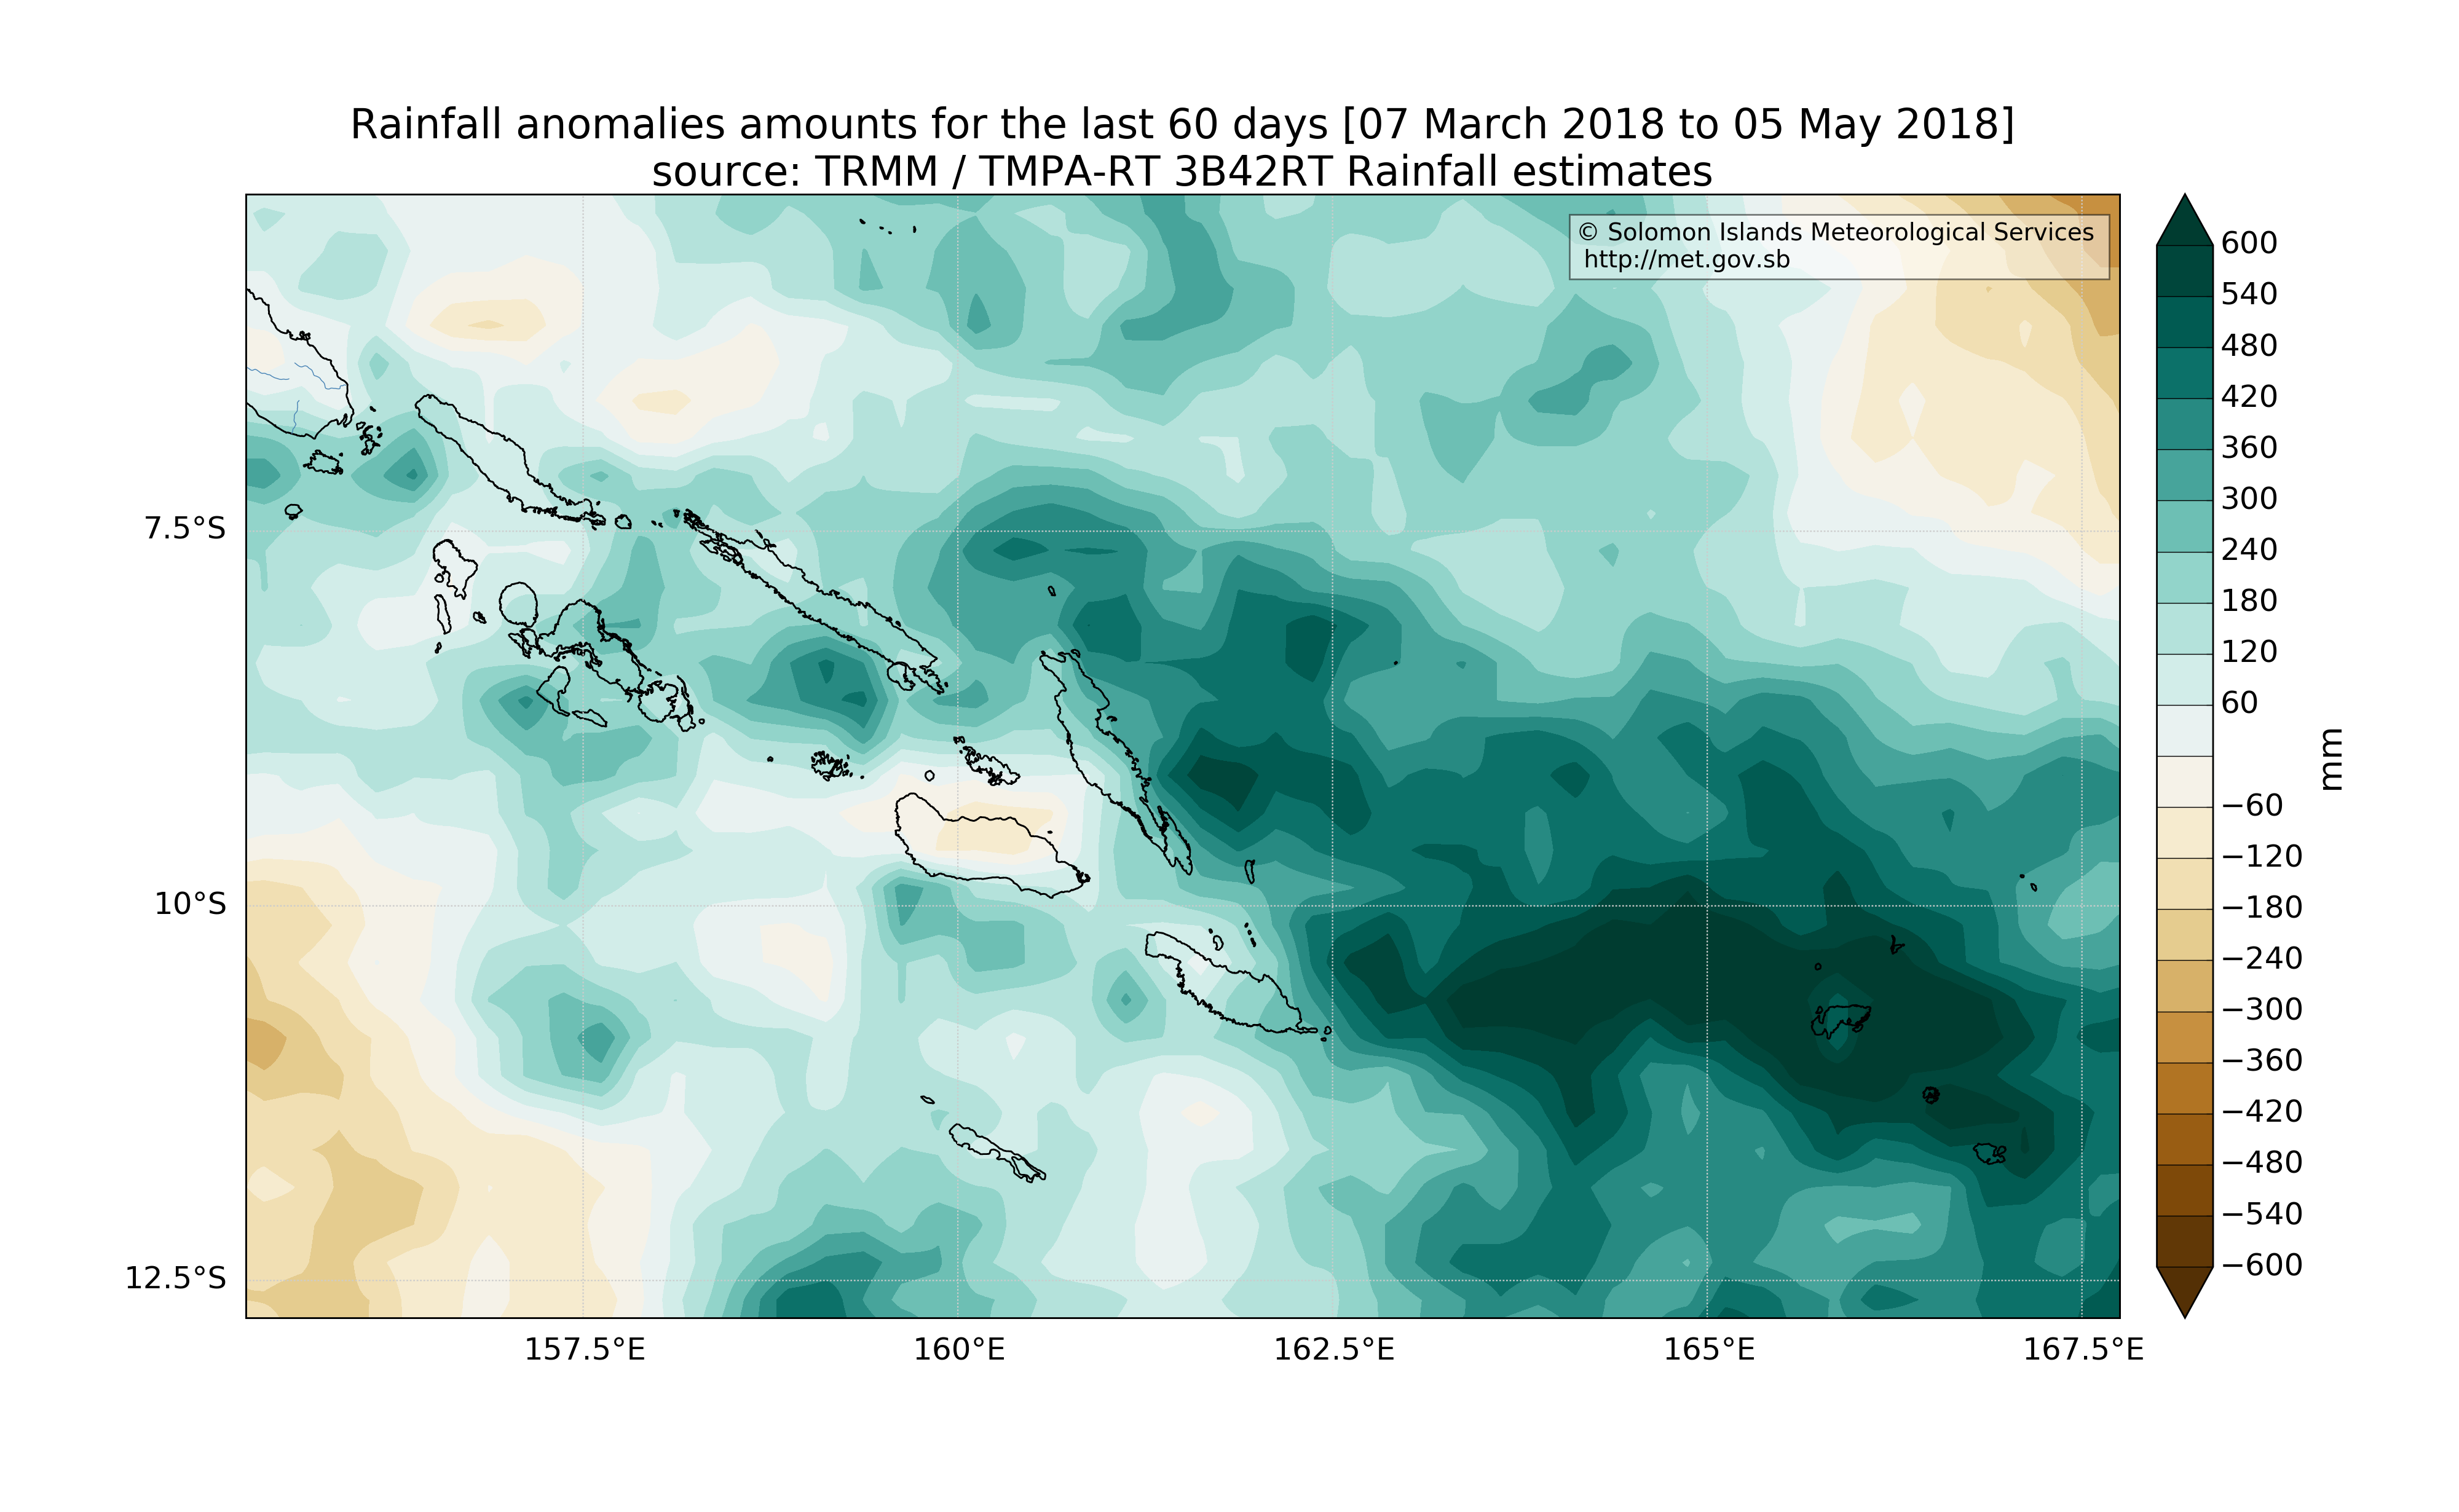 Rainfall anomalies amounts for the last 60 days [07 March 2018 to 05 May 2018]
source: TRMM / TMPA-RT 3B42RT Rainfall estimates
© Solomon Islands Meteorological Services
http://met.gov.sb
7.5°S
10°S
12.5°S
157.5°E
160°E
162.5°E
165°E
167.5°E
600
540
480
420
360
300
240
180
120
60
−60
−120
−180
−240
−300
−360
−420
−480
−540
−600
mm